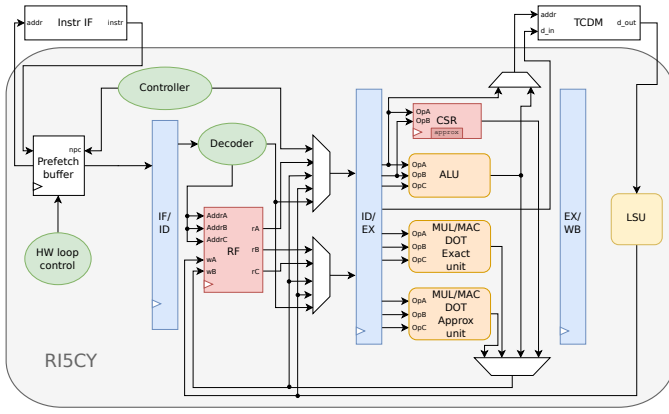 addr
Instr IF
instr
addr
TCDM
d_out
d_in
Controller
npc
Prefetch
buffer
HW loop
control
IF/
ID
Decoder
AddrA
AddrB
AddrC
wA
wB
RF
rA
rB
rC
ID/
EX
OpA
OpB
CSR
approx
OpA
OpB
OpC
ALU
OpA
OpB
OpC
MUL/MAC
DOT
Exact
unit
OpA
OpB
OpC
MUL/MAC
DOT
Approx
unit
EX/
WB
LSU
RI5CY